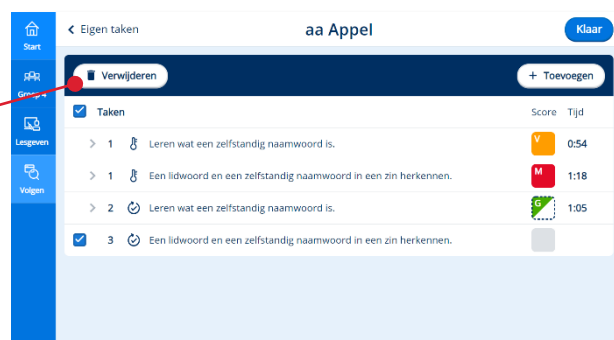 Start
Groep 4
Lesgeven
Volgen
Eigen taken
aa Appel
Klaar
Verwijderen
+ Toevoegen
Taken Score Tijd
1 Leren wat een zelfstandig naamwoord is. V 0:54
1 Een lidwoord en een zelfstandig naamwoord in een zin herkennen. M 1:18
2 Leren wat een zelfstandig naamwoord is. G 1:05
3 Een lidwoord en een zelfstandig naamwoord in een zin herkennen.